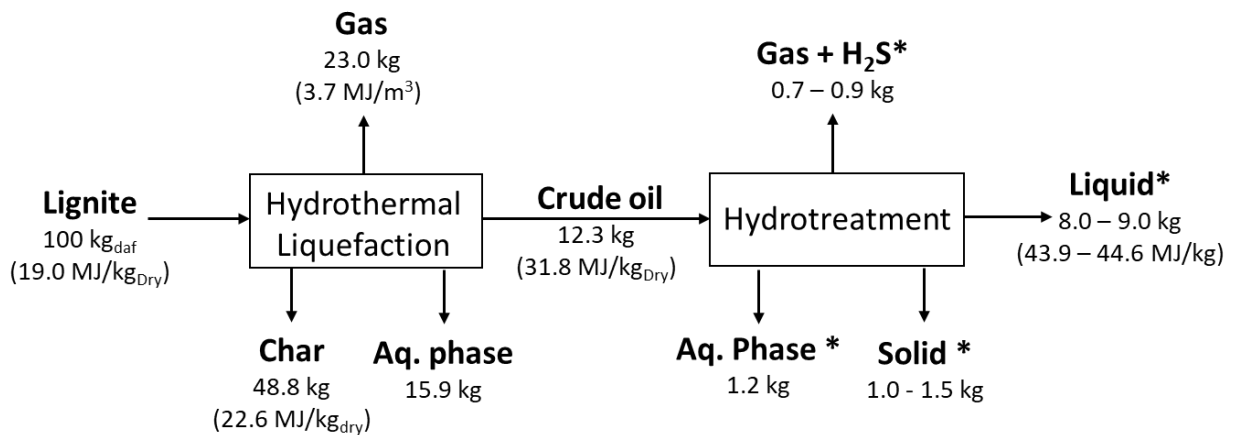 Gas
23.0 kg
(3.7 MJ/m³)
Gas + H₂S*
0.7 – 0.9 kg
Lignite
100 kg_daf
(19.0 MJ/kg_Dry)
Hydrothermal
Liquefaction
Crude oil
12.3 kg
(31.8 MJ/kg_Dry)
Hydrotreatment
Liquid*
8.0 – 9.0 kg
(43.9 – 44.6 MJ/kg)
Char
48.8 kg
(22.6 MJ/kg_dry)
Aq. phase
15.9 kg
Aq. Phase *
1.2 kg
Solid *
1.0 - 1.5 kg